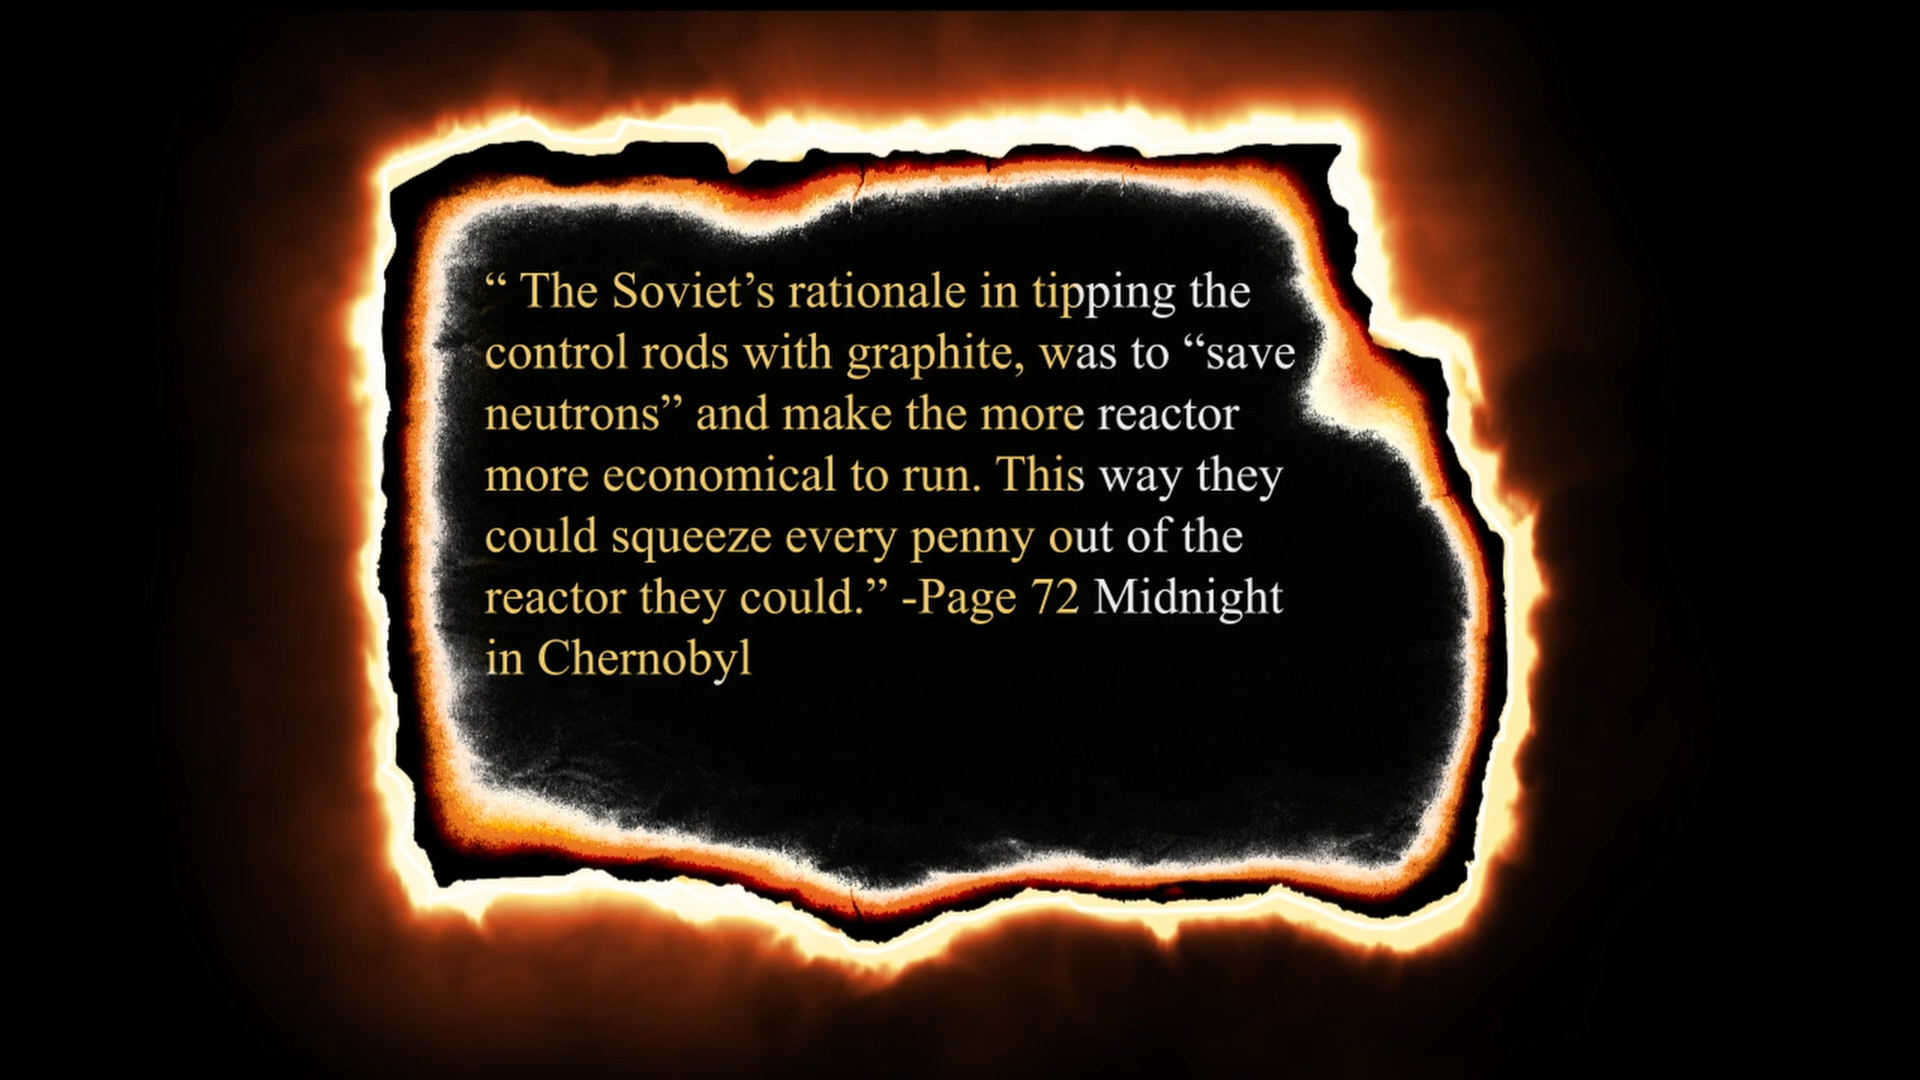 “ The Soviet’s rationale in tipping the
control rods with graphite, was to “save
neutrons” and make the more reactor
more economical to run. This way they
could squeeze every penny out of the
reactor they could.” -Page 72 Midnight
in Chernobyl